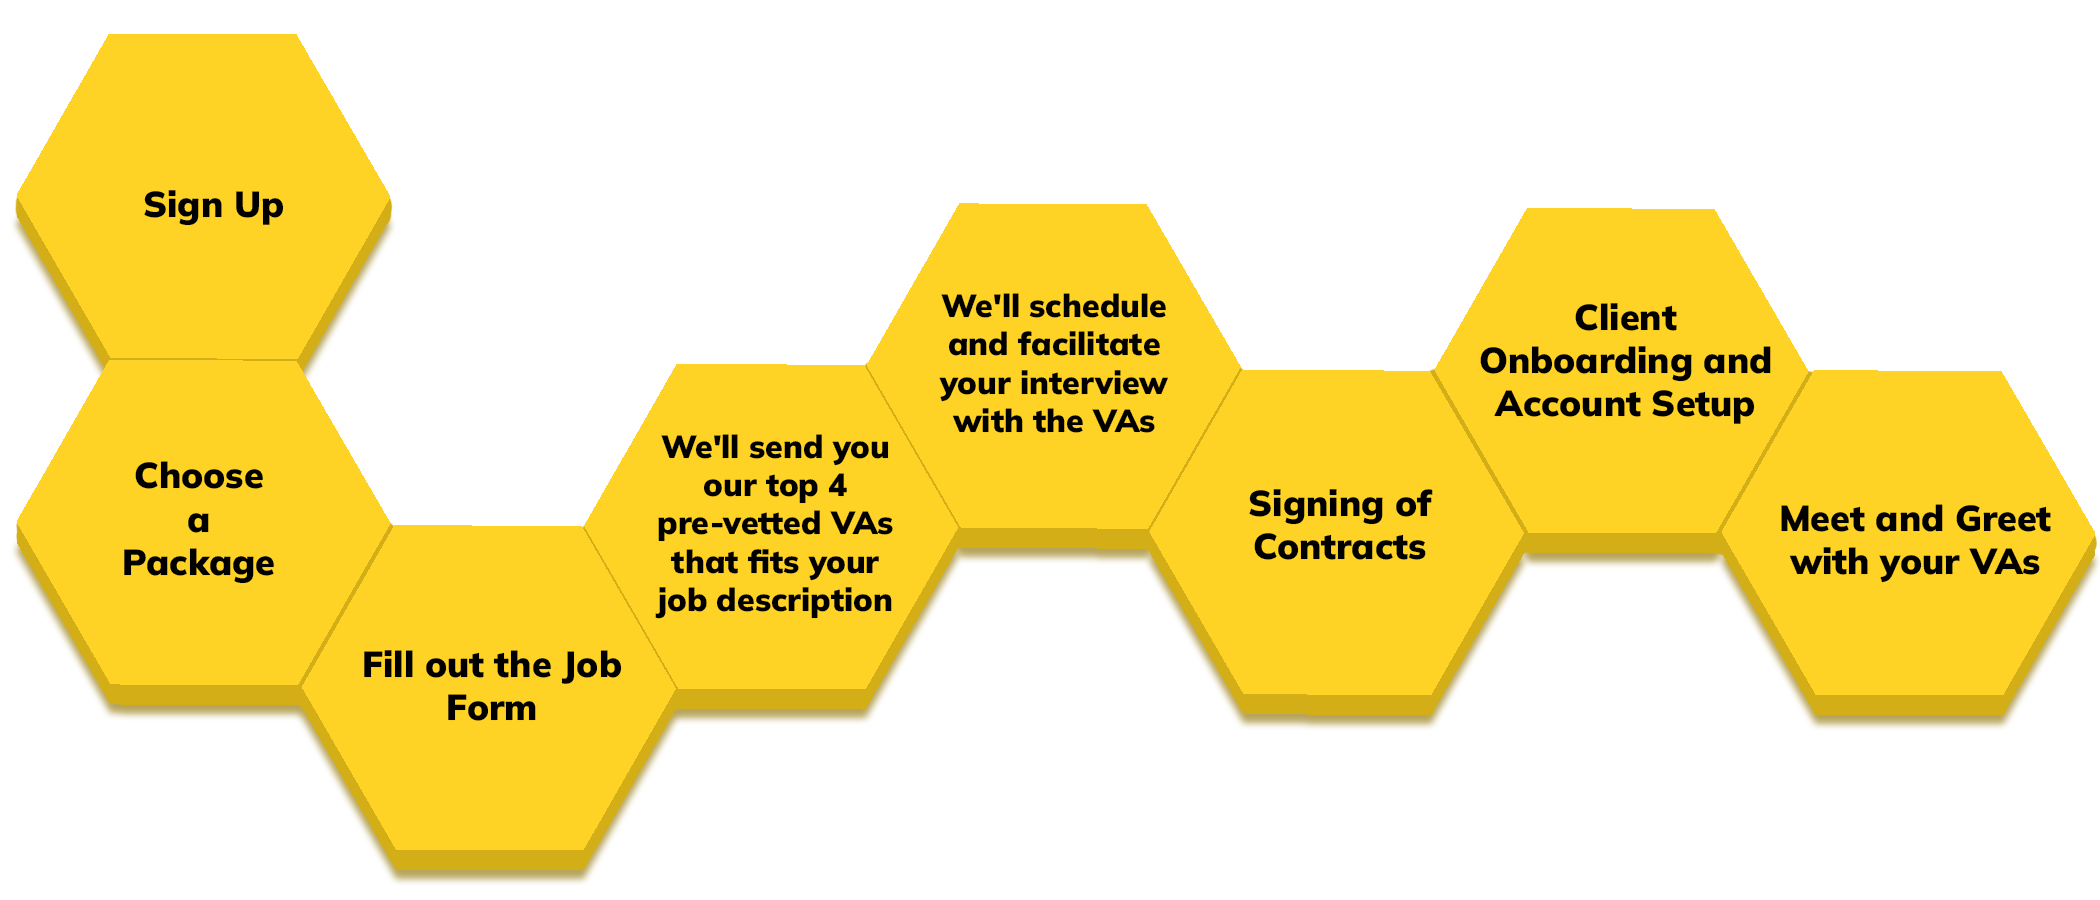 Sign Up
Choose
a
Package
Fill out the Job
Form
We'll send you
our top 4
pre-vetted VAs
that fits your
job description
We'll schedule
and facilitate
your interview
with the VAs
Signing of
Contracts
Client
Onboarding and
Account Setup
Meet and Greet
with your VAs